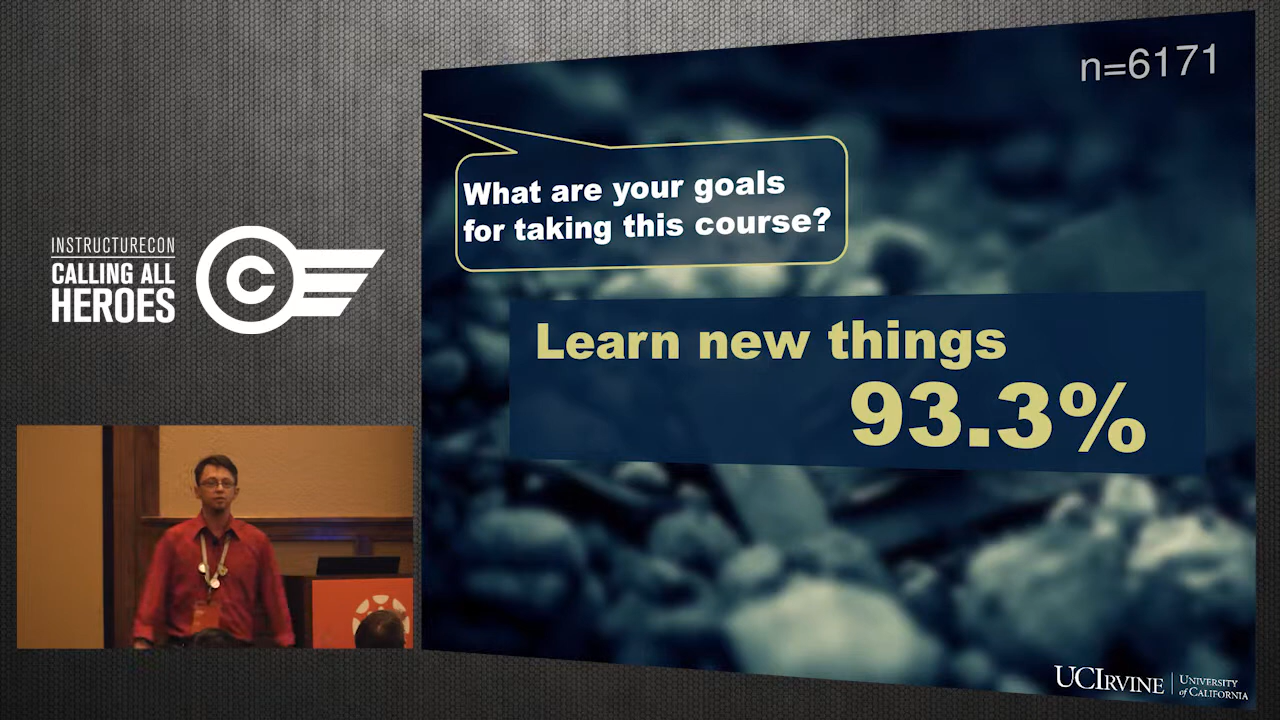 INSTRUCTURECON
CALLING ALL
HEROES
C
n=6171
What are your goals
for taking this course?
Learn new things
93.3%
UCIRVINE
UNIVERSITY
of CALIFORNIA